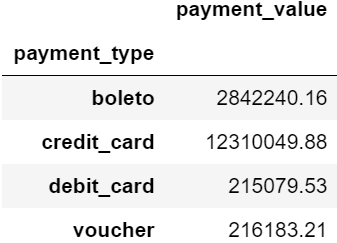 payment_value
payment_type
boleto 2842240.16
credit_card 12310049.88
debit_card 215079.53
voucher 216183.21